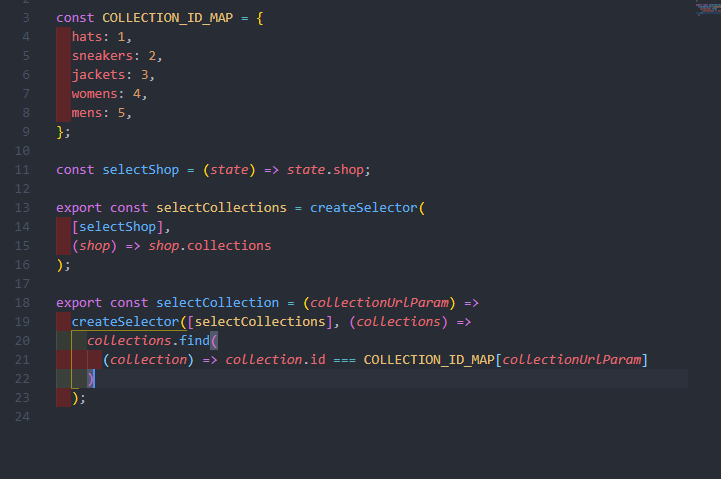 2
3 const COLLECTION_ID_MAP = {
4   hats: 1,
5   sneakers: 2,
6   jackets: 3,
7   womens: 4,
8   mens: 5,
9 };
10
11 const selectShop = (state) => state.shop;
12
13 export const selectCollections = createSelector(
14   [selectShop],
15   (shop) => shop.collections
16 );
17
18 export const selectCollection = (collectionUrlParam) =>
19   createSelector([selectCollections], (collections) =>
20     collections.find(
21       (collection) => collection.id === COLLECTION_ID_MAP[collectionUrlParam]
22     )
23   );
24